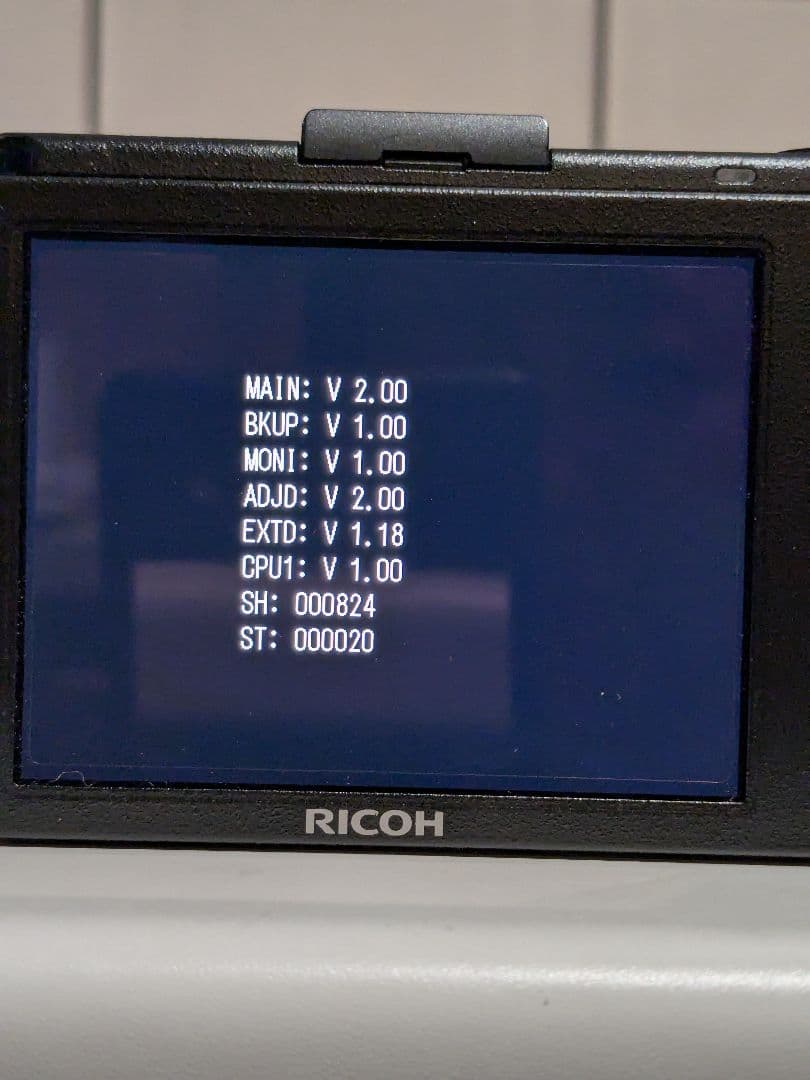 MAIN: V 2.00
BKUP: V 1.00
MONI: V 1.00
ADJD: V 2.00
EXTD: V 1.18
CPU1: V 1.00
SH: 000824
ST: 000020
RICOH